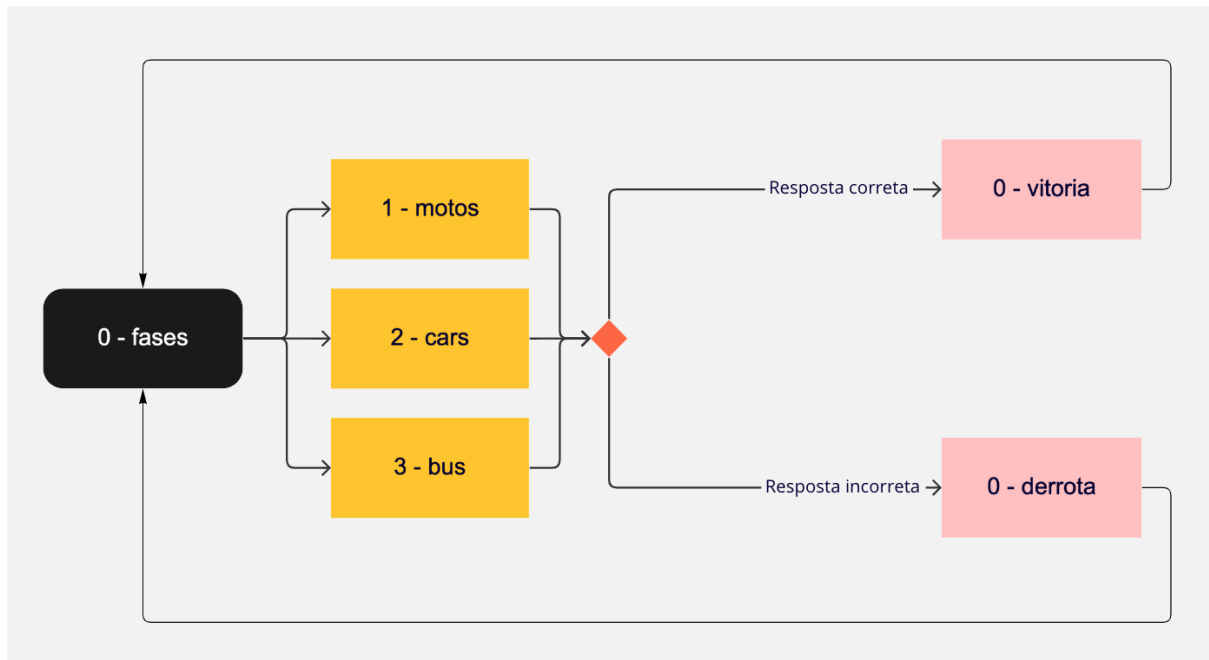 0 - fases
1 - motos
2 - cars
3 - bus
Resposta correta
0 - vitoria
Resposta incorreta
0 - derrota